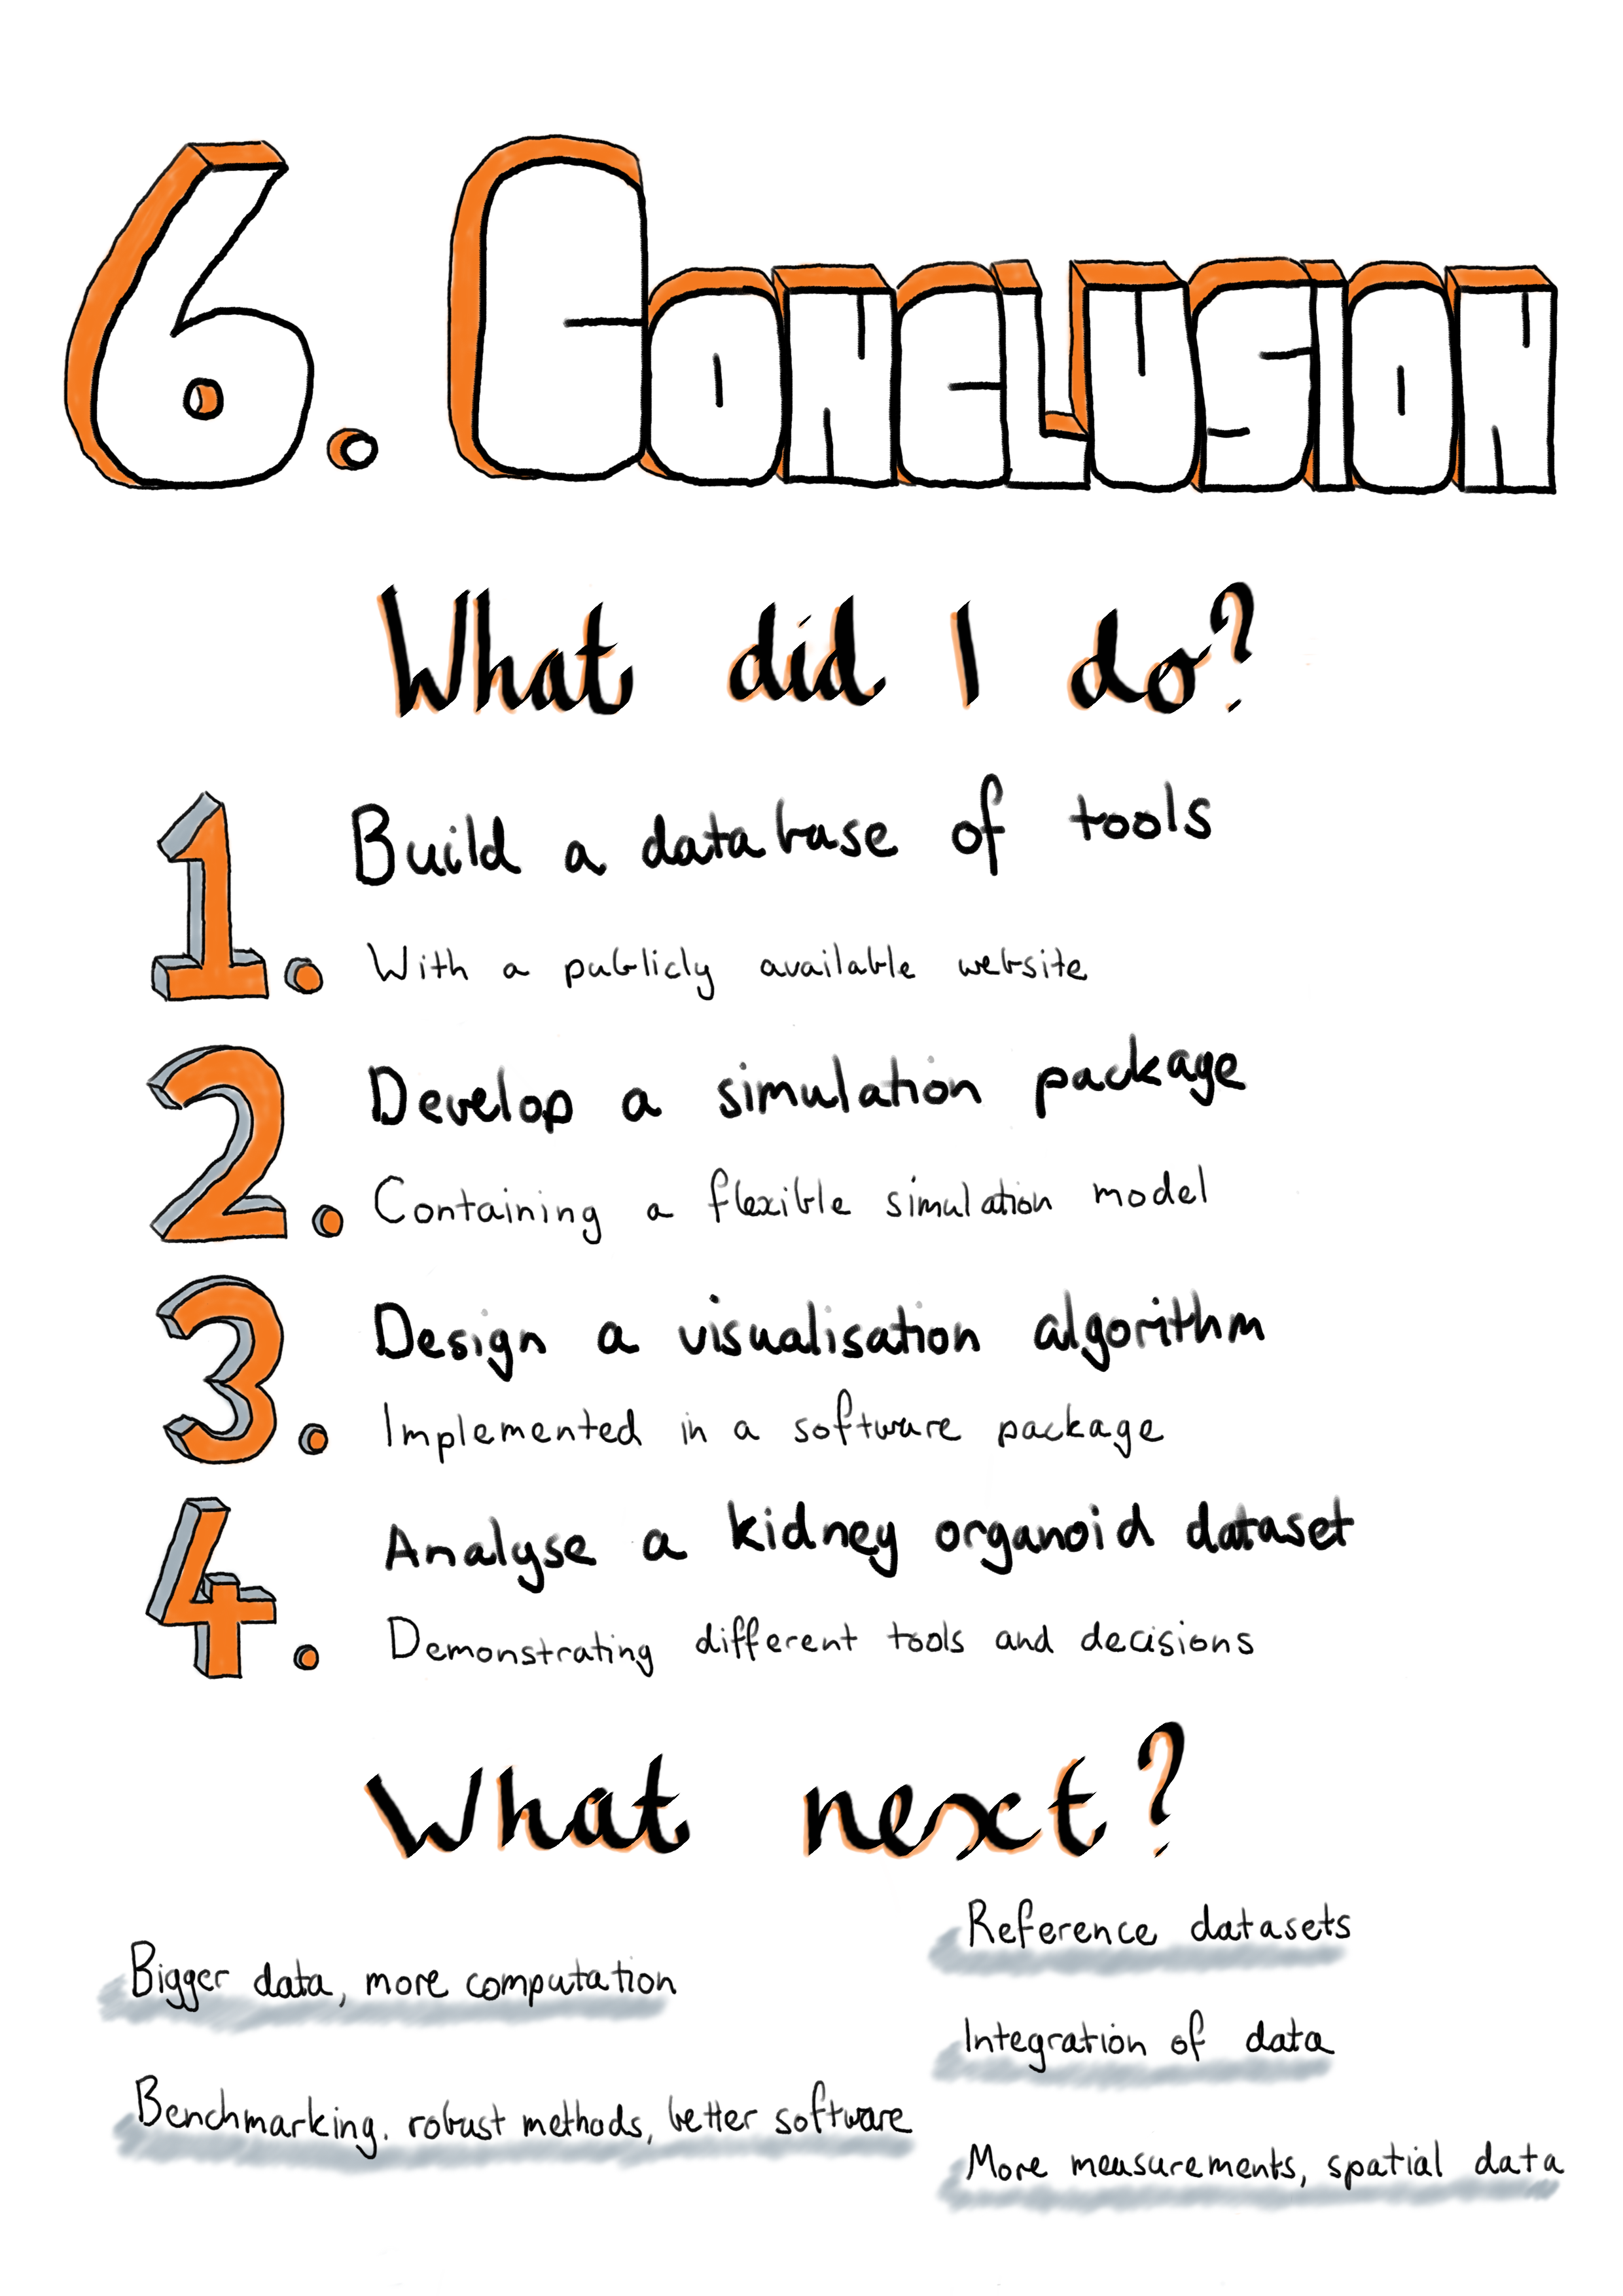 6. CONCLUSION
What did I do?
1. Build a database of tools
With a publicly available website
2. Develop a simulation package
Containing a flexible simulation model
3. Design a visualisation algorithm
Implemented in a software package
4. Analyse a kidney organoid dataset
Demonstrating different tools and decisions
What next?
Bigger data, more computation
Benchmarking. robust methods, better software
Reference datasets
Integration of data
More measurements, spatial data